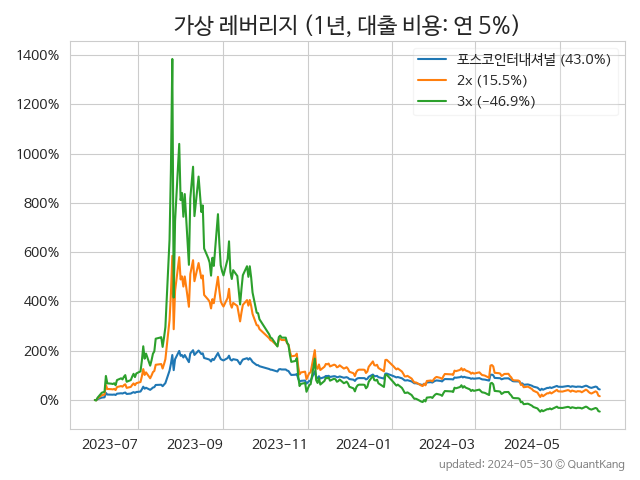 가상 레버리지 (1년, 대출 비용: 연 5%)
포스코인터내셔널 (43.0%)
2x (15.5%)
3x (−46.9%)
1400%
1200%
1000%
800%
600%
400%
200%
0%
2023-07 2023-09 2023-11 2024-01 2024-03 2024-05
updated: 2024-05-30 © QuantKang